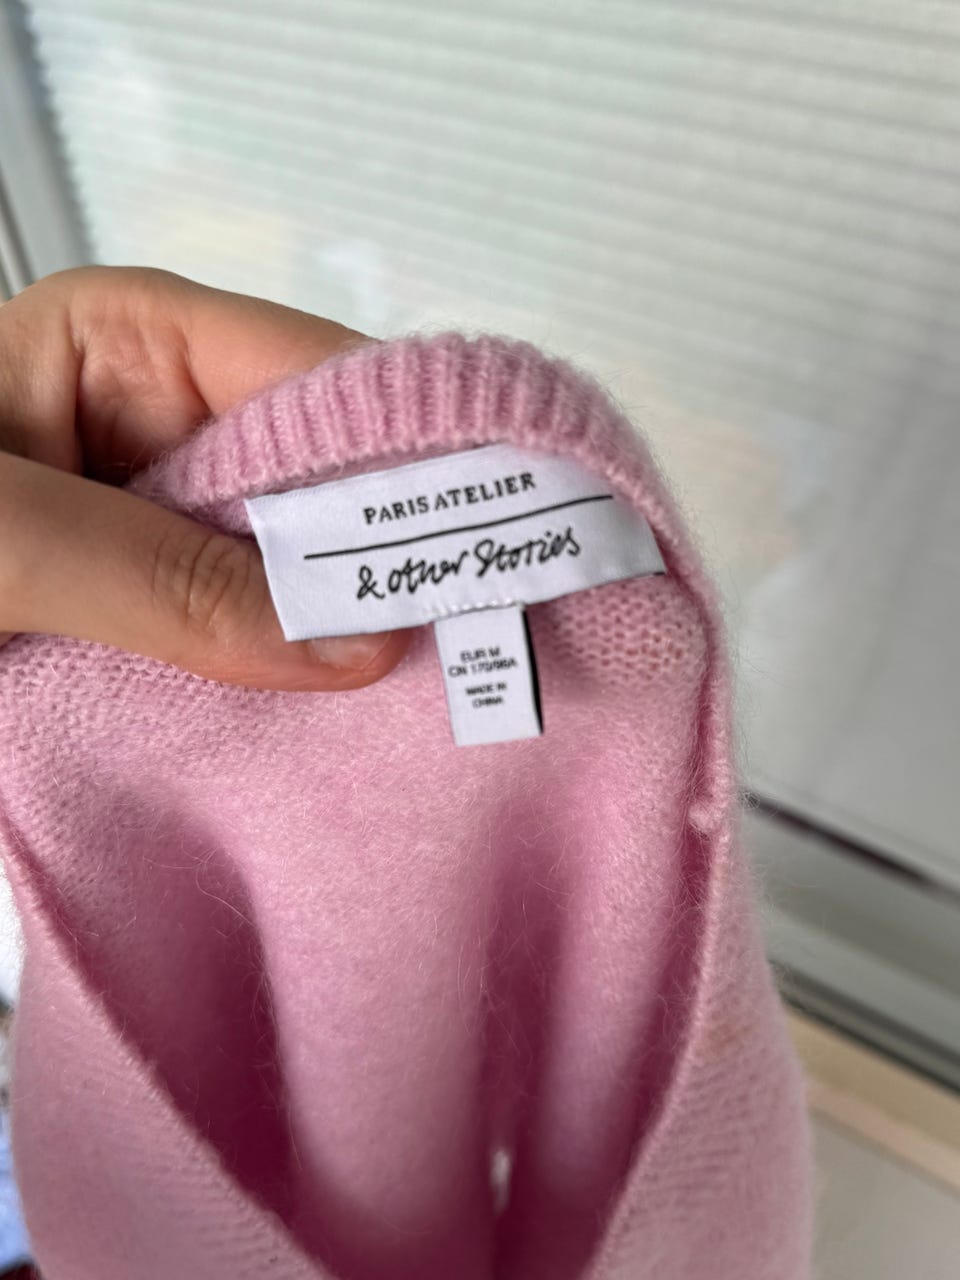 PARIS ATELIER
& other Stories
EUR M
CN 170/96A
MADE IN
CHINA